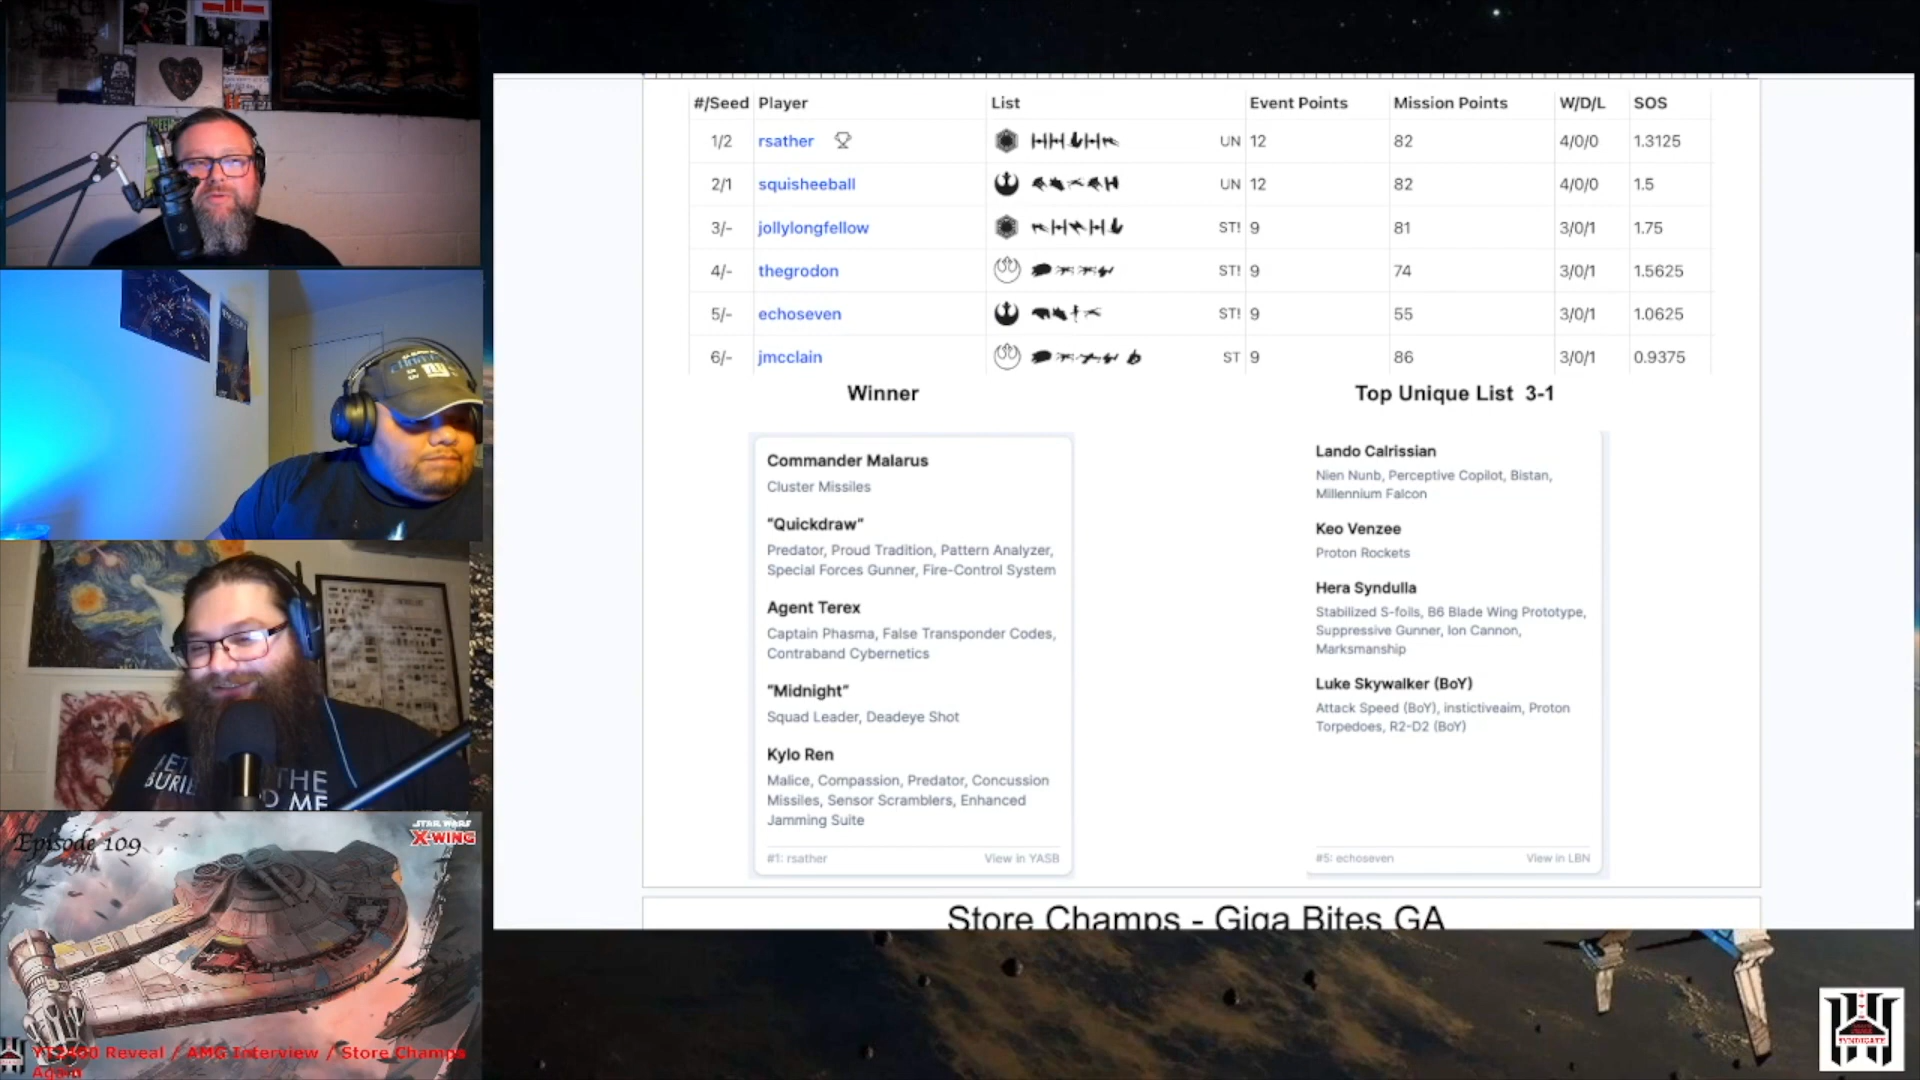 #/Seed Player List Event Points Mission Points W/D/L SOS
1/2 rsather UN 12 82 4/0/0 1.3125
2/1 squisheeball UN 12 82 4/0/0 1.5
3/- jollylongfellow ST! 9 81 3/0/1 1.75
4/- thegrodon ST! 9 74 3/0/1 1.5625
5/- echoseven ST! 9 55 3/0/1 1.0625
6/- jmcclain ST 9 86 3/0/1 0.9375
Winner
Commander Malarus
Cluster Missiles
"Quickdraw"
Predator, Proud Tradition, Pattern Analyzer,
Special Forces Gunner, Fire-Control System
Agent Terex
Captain Phasma, False Transponder Codes,
Contraband Cybernetics
"Midnight"
Squad Leader, Deadeye Shot
Kylo Ren
Malice, Compassion, Predator, Concussion
Missiles, Sensor Scramblers, Enhanced
Jamming Suite
#1: rsather View in YASB
Top Unique List 3-1
Lando Calrissian
Nien Nunb, Perceptive Copilot, Bistan,
Millennium Falcon
Keo Venzee
Proton Rockets
Hera Syndulla
Stabilized S-foils, B6 Blade Wing Prototype,
Suppressive Gunner, Ion Cannon,
Marksmanship
Luke Skywalker (BoY)
Attack Speed (BoY), instictiveaim, Proton
Torpedoes, R2-D2 (BoY)
#5: echoseven View in LBN
Store Champs - Giga Bites GA
THE
ME
Episode 109
STAR WARS
X-WING
YT2400 Reveal / AMG Interview / Store Champs
Again
SYNDICATE